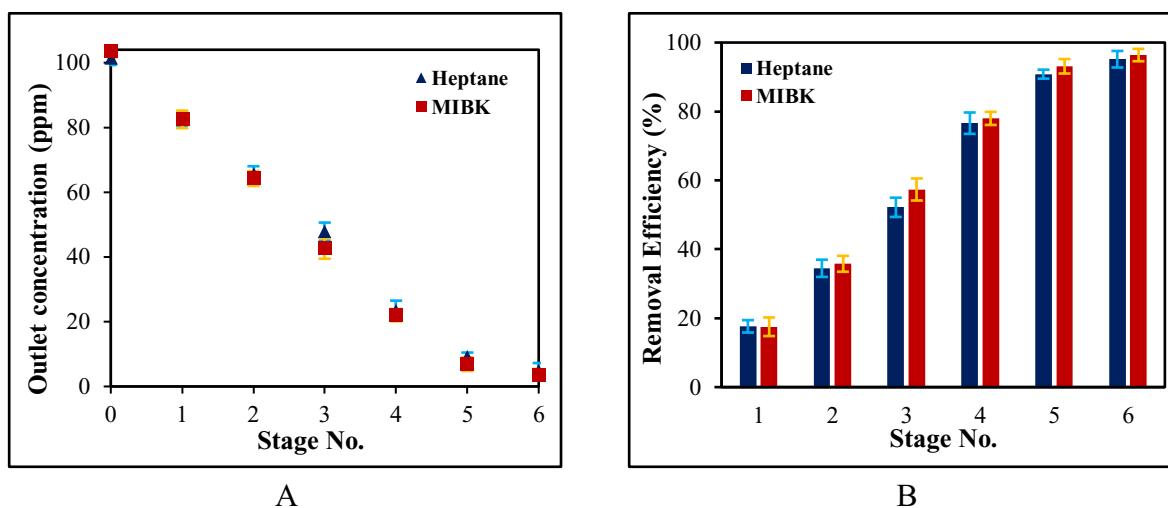 Outlet concentration (ppm)
100
80
60
40
20
0
Heptane
MIBK
0 1 2 3 4 5 6
Stage No.
A
Removal Efficiency (%)
100
80
60
40
20
0
Heptane
MIBK
1 2 3 4 5 6
Stage No.
B